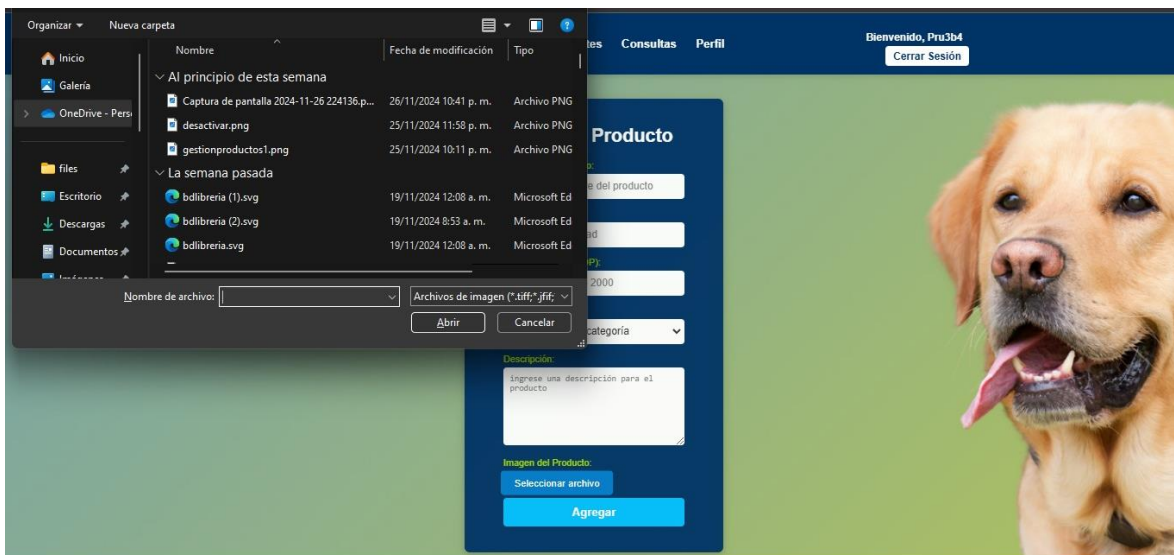 Organizar Nueva carpeta
Inicio
Galería
OneDrive - Pers
files
Escritorio
Descargas
Documentos
Nombre Fecha de modificación Tipo
Al principio de esta semana
Captura de pantalla 2024-11-26 224136.p... 26/11/2024 10:41 p. m. Archivo PNG
desactivar.png 25/11/2024 11:58 p. m. Archivo PNG
gestionproductos1.png 25/11/2024 10:11 p. m. Archivo PNG
La semana pasada
bdlibreria (1).svg 19/11/2024 12:08 a. m. Microsoft Ed
bdlibreria (2).svg 19/11/2024 8:53 a. m. Microsoft Ed
bdlibreria.svg 19/11/2024 12:08 a. m. Microsoft Ed
Nombre de archivo: Archivos de imagen (*.tiff;*.jfif;
Abrir Cancelar
tes Consultas Perfil
Bienvenido, Pru3b4
Cerrar Sesión
Producto
o:
e del producto
ad
P):
2000
categoría
Descripción:
ingrese una descripción para el
producto
Imagen del Producto:
Seleccionar archivo
Agregar